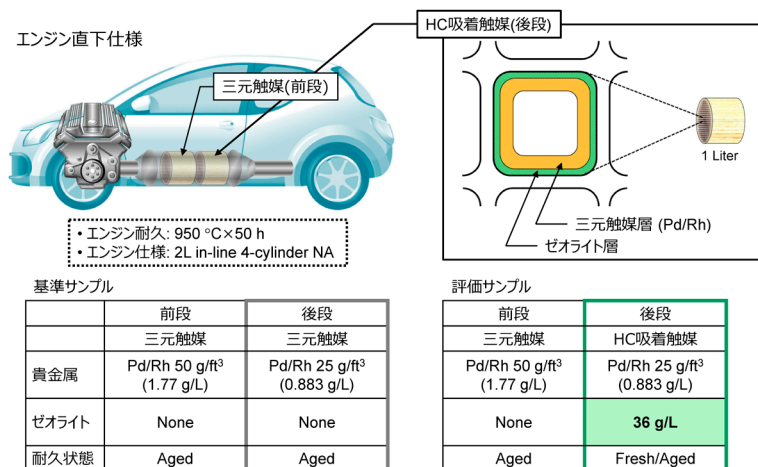 エンジン直下仕様
HC吸着触媒(後段)
三元触媒(前段)
1 Liter
三元触媒層 (Pd/Rh)
ゼオライト層
• エンジン耐久: 950 °C×50 h
• エンジン仕様: 2L in-line 4-cylinder NA
基準サンプル
前段 後段
三元触媒 三元触媒
貴金属 Pd/Rh 50 g/ft³ Pd/Rh 25 g/ft³
(1.77 g/L) (0.883 g/L)
ゼオライト None None
耐久状態 Aged Aged
評価サンプル
前段 後段
三元触媒 HC吸着触媒
Pd/Rh 50 g/ft³ Pd/Rh 25 g/ft³
(1.77 g/L) (0.883 g/L)
None 36 g/L
Aged Fresh/Aged